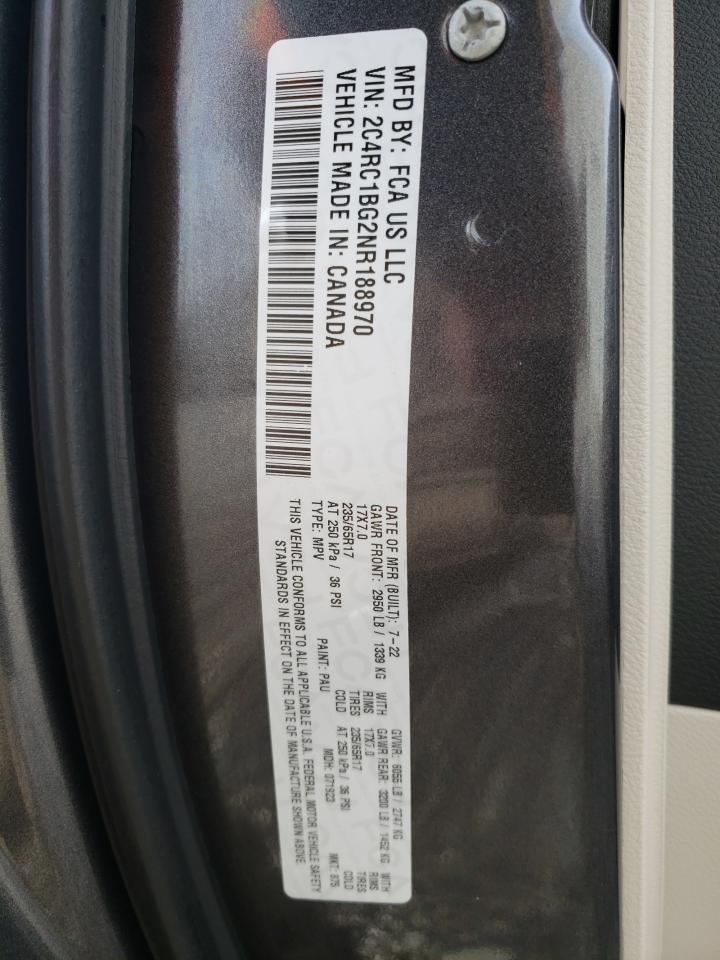 MFD BY: FCA US LLC
VIN: 2C4RC1BG2NR188970
VEHICLE MADE IN: CANADA
DATE OF MFR (BUILT): 7-22 GVWR: 6055 LB / 2747 KG
GAWR FRONT: 2950 LB / 1339 KG WITH GAWR REAR: 3200 LB / 1452 KG WITH
17X7.0 RIMS 17X7.0 RIMS
235/65R17 TIRES 235/65R17 TIRES
AT 250 kPa / 36 PSI COLD AT 250 kPa / 36 PSI COLD
TYPE: MPV PAINT: PAU MDH: 071923 MKT: 875
THIS VEHICLE CONFORMS TO ALL APPLICABLE U.S.A. FEDERAL MOTOR VEHICLE SAFETY
STANDARDS IN EFFECT ON THE DATE OF MANUFACTURE SHOWN ABOVE.